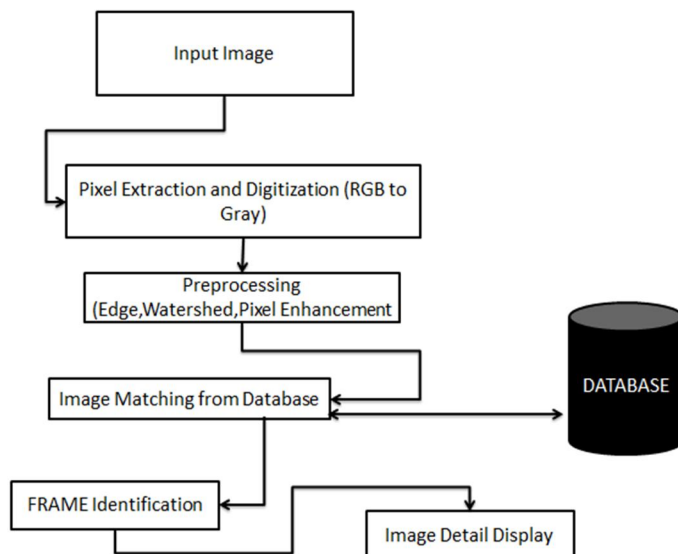 Input Image
Pixel Extraction and Digitization (RGB to
Gray)
Preprocessing
(Edge,Watershed,Pixel Enhancement
DATABASE
Image Matching from Database
FRAME Identification
Image Detail Display